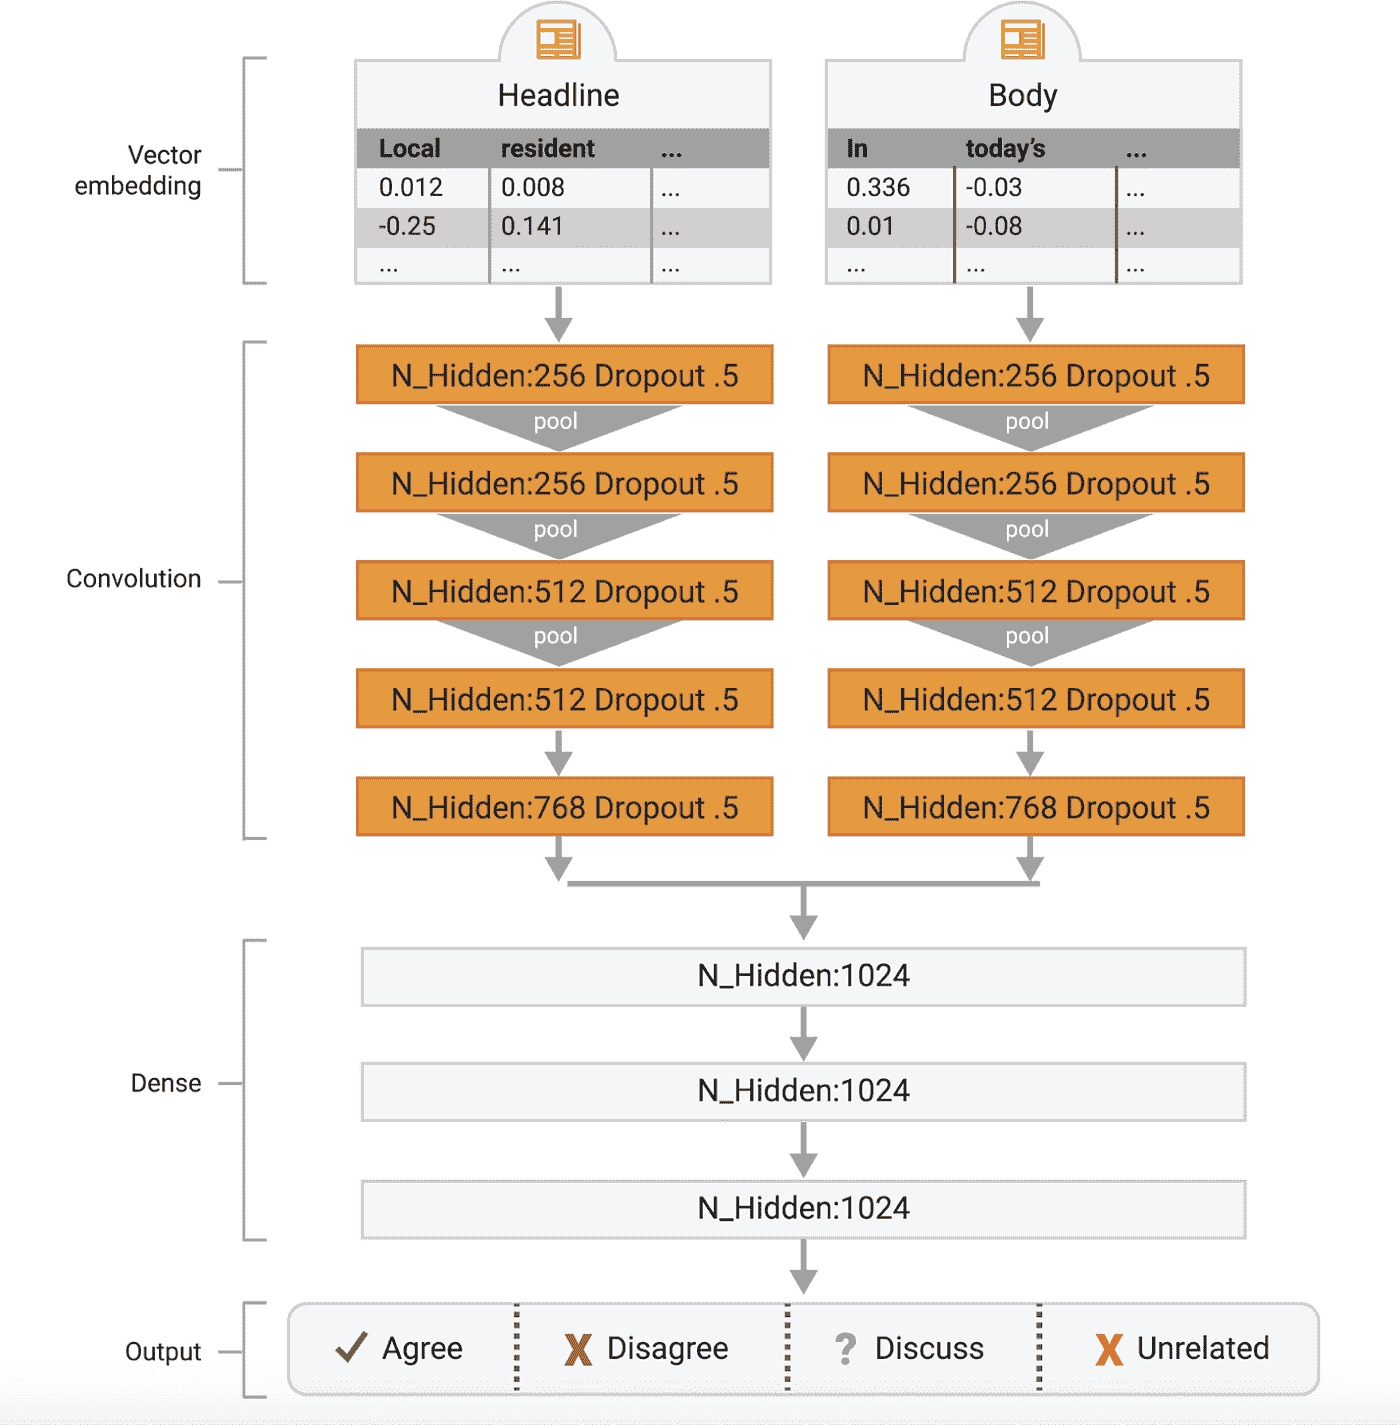 Headline
Body
Vector
embedding
Local resident ...
0.012 0.008 ...
-0.25 0.141 ...
... ... ...
In today's ...
0.336 -0.03 ...
0.01 -0.08 ...
... ... ...
Convolution
N_Hidden:256 Dropout .5
pool
N_Hidden:256 Dropout .5
pool
N_Hidden:512 Dropout .5
pool
N_Hidden:512 Dropout .5
N_Hidden:768 Dropout .5
N_Hidden:256 Dropout .5
pool
N_Hidden:256 Dropout .5
pool
N_Hidden:512 Dropout .5
pool
N_Hidden:512 Dropout .5
N_Hidden:768 Dropout .5
Dense
N_Hidden:1024
N_Hidden:1024
N_Hidden:1024
Output
Agree
X Disagree
? Discuss
X Unrelated